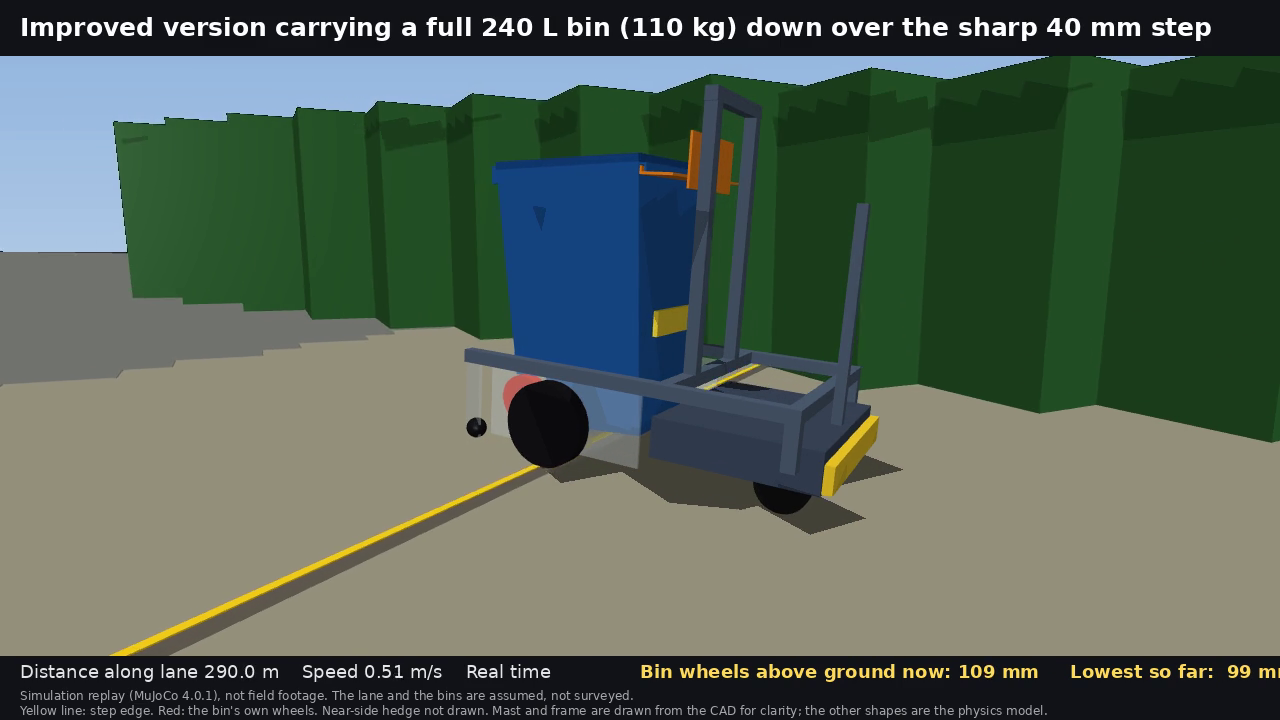 Improved version carrying a full 240 L bin (110 kg) down over the sharp 40 mm step
Distance along lane 290.0 m Speed 0.51 m/s Real time Bin wheels above ground now: 109 mm Lowest so far: 99 mm
Simulation replay (MuJoCo 4.0.1), not field footage. The lane and the bins are assumed, not surveyed.
Yellow line: step edge. Red: the bin's own wheels. Near-side hedge not drawn. Mast and frame are drawn from the CAD for clarity; the other shapes are the physics model.